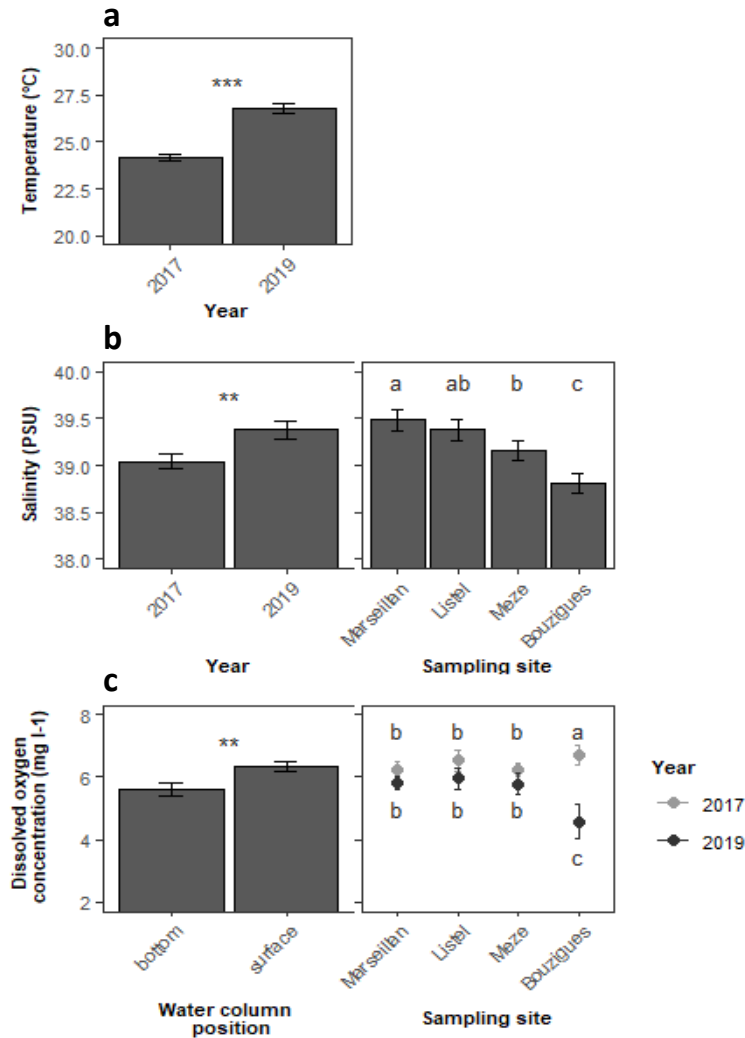 a
Temperature (°C)
30.0
27.5
25.0
22.5
20.0
***
2017
2019
Year
b
Salinity (PSU)
40.0
39.5
39.0
38.5
38.0
**
2017
2019
Year
a
ab
b
c
Marseillan
Listel
Meze
Bouzigues
Sampling site
c
Dissolved oxygen
concentration (mg l-1)
8
6
4
2
**
bottom
surface
Water column
position
b
b
b
a
b
b
b
c
Marseillan
Listel
Meze
Bouzigues
Sampling site
Year
2017
2019